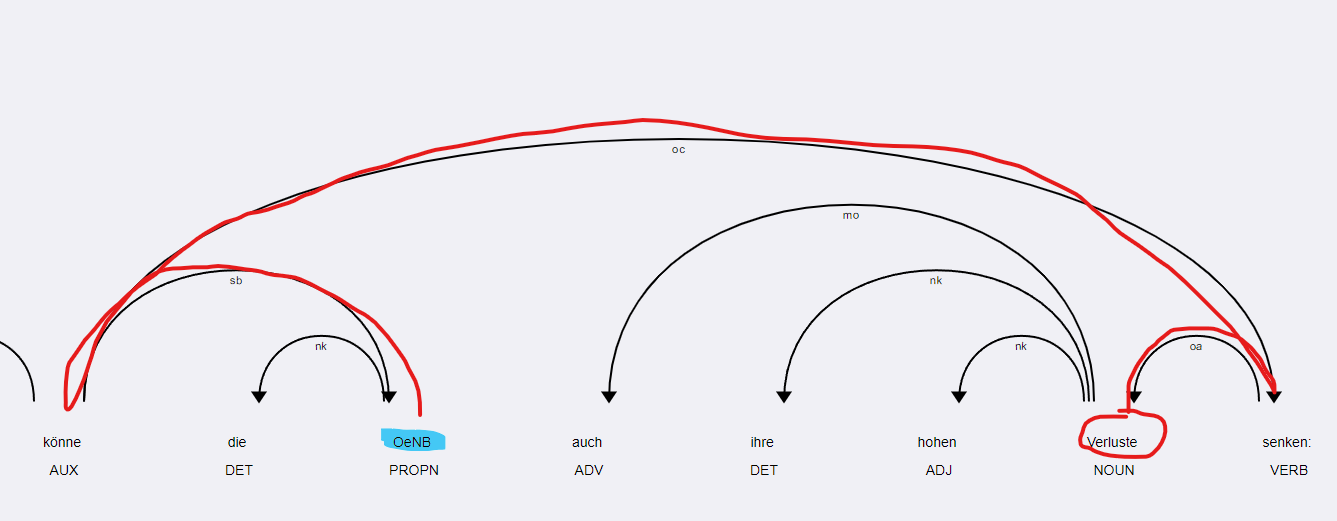 oc
mo
sb
nk
nk
nk
oa
könne die OeNB auch ihre hohen Verluste senken:
AUX DET PROPN ADV DET ADJ NOUN VERB